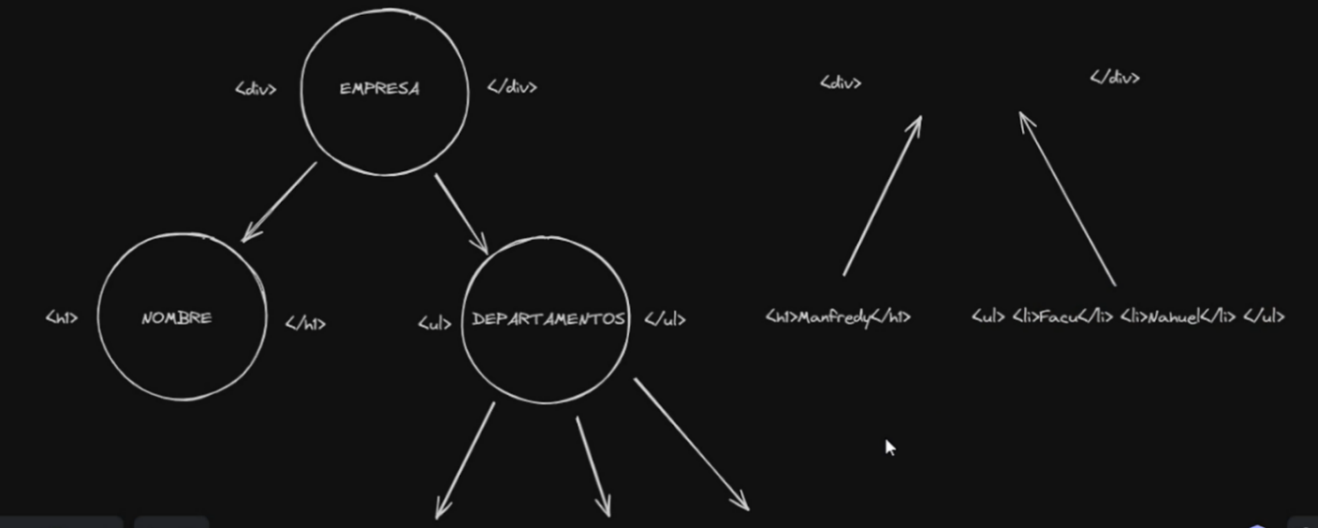 <div> EMPRESA </div>
<div> </div>
<h1> NOMBRE </h1>
<ul> DEPARTAMENTOS </ul>
<h1>Manfredy</h1>
<ul> <li>Facu</li> <li>Nahuel</li> </ul>